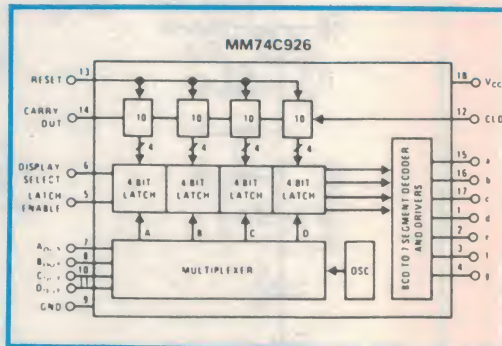 MM74C926
RESET 13
CARRY OUT 14
DISPLAY SELECT 6
LATCH ENABLE 5
7
8
10
11
GND 9
10 10 10 10
4 4 4 4
4 BIT LATCH 4 BIT LATCH 4 BIT LATCH 4 BIT LATCH
A B C D
MULTIPLEXER
OSC
BCD TO 7 SEGMENT DECODER AND DRIVERS
18 VCC
12
15 a
16 b
17 c
1 d
2
3 f
4 g